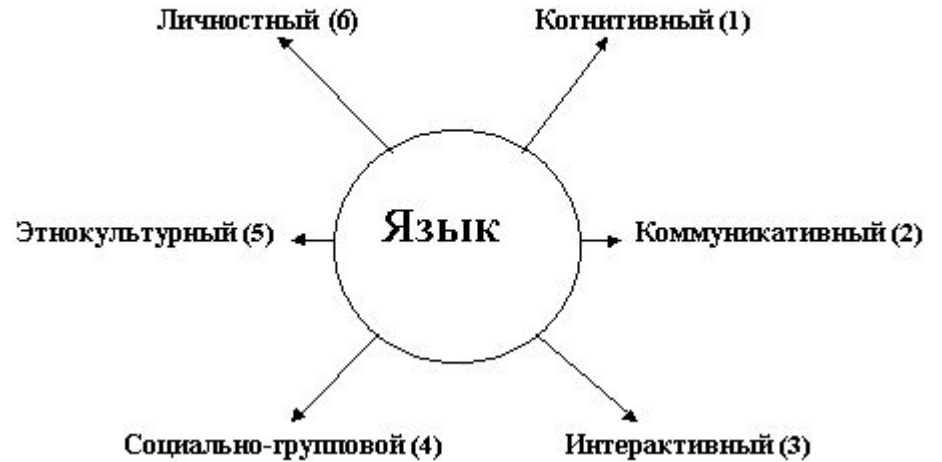 Личностный (6)
Когнитивный (1)
Язык
Этнокультурный (5)
Коммуникативный (2)
Социально-групповой (4)
Интерактивный (3)